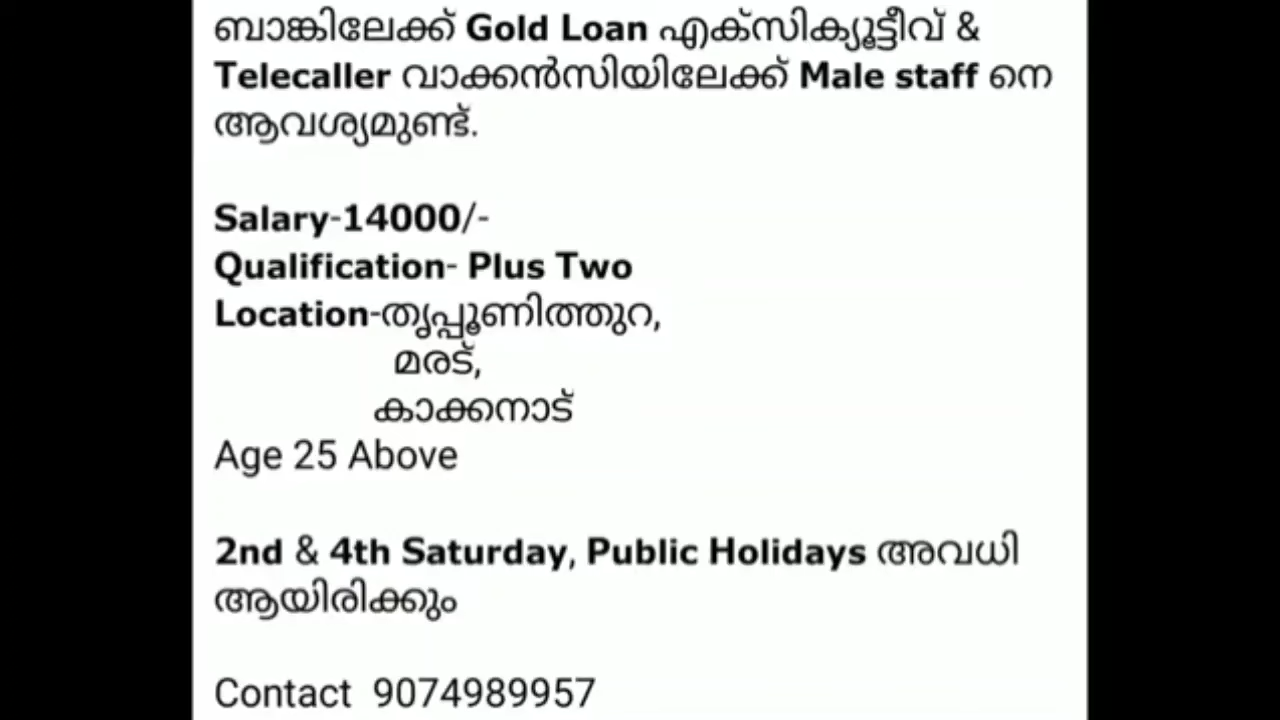 ബാങ്കിലേക്ക് Gold Loan എക്സിക്യൂട്ടീവ് &
Telecaller വാക്കൻസിയിലേക്ക് Male staff നെ
ആവശ്യമുണ്ട്.
Salary-14000/-
Qualification- Plus Two
Location-തൃപ്പൂണിത്തുറ,
മരട്,
കാക്കനാട്
Age 25 Above
2nd & 4th Saturday, Public Holidays അവധി
ആയിരിക്കും
Contact 9074989957